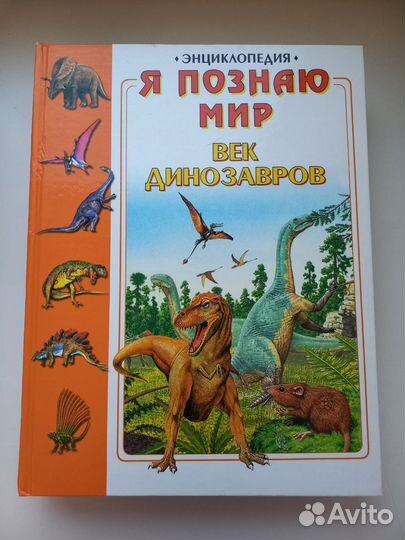 • ЭНЦИКЛОПЕДИЯ •
Я ПОЗНАЮ
МИР
ВЕК
ДИНОЗАВРОВ
Avito